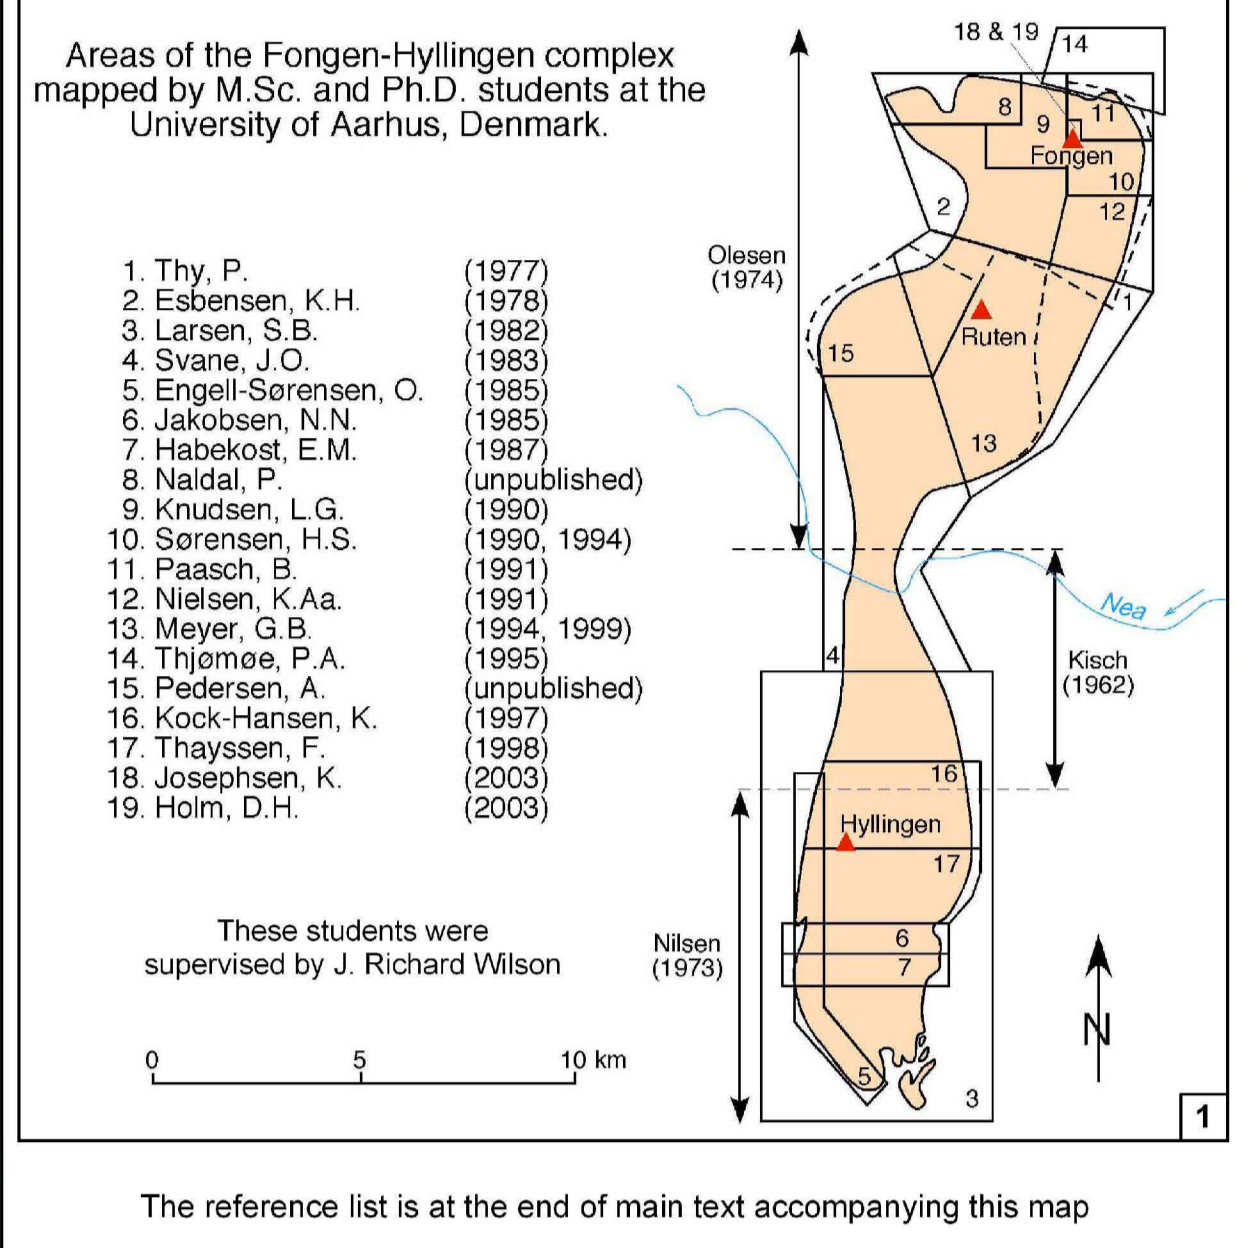 Areas of the Fongen-Hyllingen complex
mapped by M.Sc. and Ph.D. students at the
University of Aarhus, Denmark.
1. Thy, P. (1977)
2. Esbensen, K.H. (1978)
3. Larsen, S.B. (1982)
4. Svane, J.O. (1983)
5. Engell-Sørensen, O. (1985)
6. Jakobsen, N.N. (1985)
7. Habekost, E.M. (1987)
8. Naldal, P. (unpublished)
9. Knudsen, L.G. (1990)
10. Sørensen, H.S. (1990, 1994)
11. Paasch, B. (1991)
12. Nielsen, K.Aa. (1991)
13. Meyer, G.B. (1994, 1999)
14. Thjømøe, P.A. (1995)
15. Pedersen, A. (unpublished)
16. Kock-Hansen, K. (1997)
17. Thayssen, F. (1998)
18. Josephsen, K. (2003)
19. Holm, D.H. (2003)
These students were
supervised by J. Richard Wilson
0 5 10 km
18 & 19
14
8
9
11
Fongen
10
12
2
Olesen
(1974)
1
Ruten
15
13
Nea
4
Kisch
(1962)
16
Hyllingen
17
6
7
Nilsen
(1973)
N
5
3
1
The reference list is at the end of main text accompanying this map